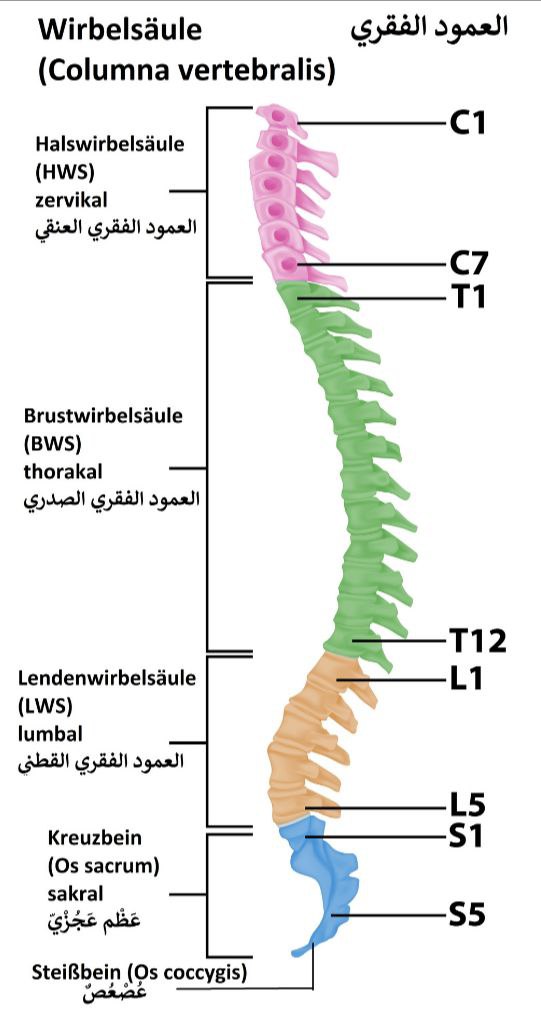 Wirbelsäule
(Columna vertebralis)
العمود الفقري
Halswirbelsäule
(HWS)
zervikal
العمود الفقري العنقي
C1
C7
T1
Brustwirbelsäule
(BWS)
thorakal
العمود الفقري الصدري
T12
L1
Lendenwirbelsäule
(LWS)
lumbal
العمود الفقري القطني
L5
S1
Kreuzbein
(Os sacrum)
sakral
عَظْم عَجُزْيّ
S5
Steißbein (Os coccygis)
عُصْعُصٌ